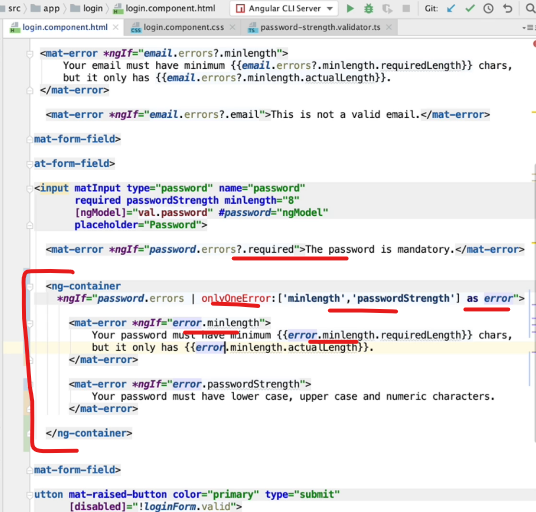 src app login login.component.html Angular CLI Server Git:
login.component.html login.component.css password-strength.validator.ts
<mat-error *ngIf="email.errors?.minlength">
Your email must have minimum {{email.errors?.minlength.requiredLength}} chars,
but it only has {{email.errors?.minlength.actualLength}}.
</mat-error>
<mat-error *ngIf="email.errors?.email">This is not a valid email.</mat-error>
mat-form-field>
at-form-field>
<input matInput type="password" name="password"
required passwordStrength minlength="8"
[ngModel]="val.password" #password="ngModel"
placeholder="Password">
<mat-error *ngIf="password.errors?.required">The password is mandatory.</mat-error>
<ng-container
*ngIf="password.errors | onlyOneError:['minlength','passwordStrength'] as error">
<mat-error *ngIf="error.minlength">
Your password must have minimum {{error.minlength.requiredLength}} chars,
but it only has {{error.minlength.actualLength}}.
</mat-error>
<mat-error *ngIf="error.passwordStrength">
Your password must have lower case, upper case and numeric characters.
</mat-error>
</ng-container>
mat-form-field>
utton mat-raised-button color="primary" type="submit"
[disabled]="!loginForm.valid">